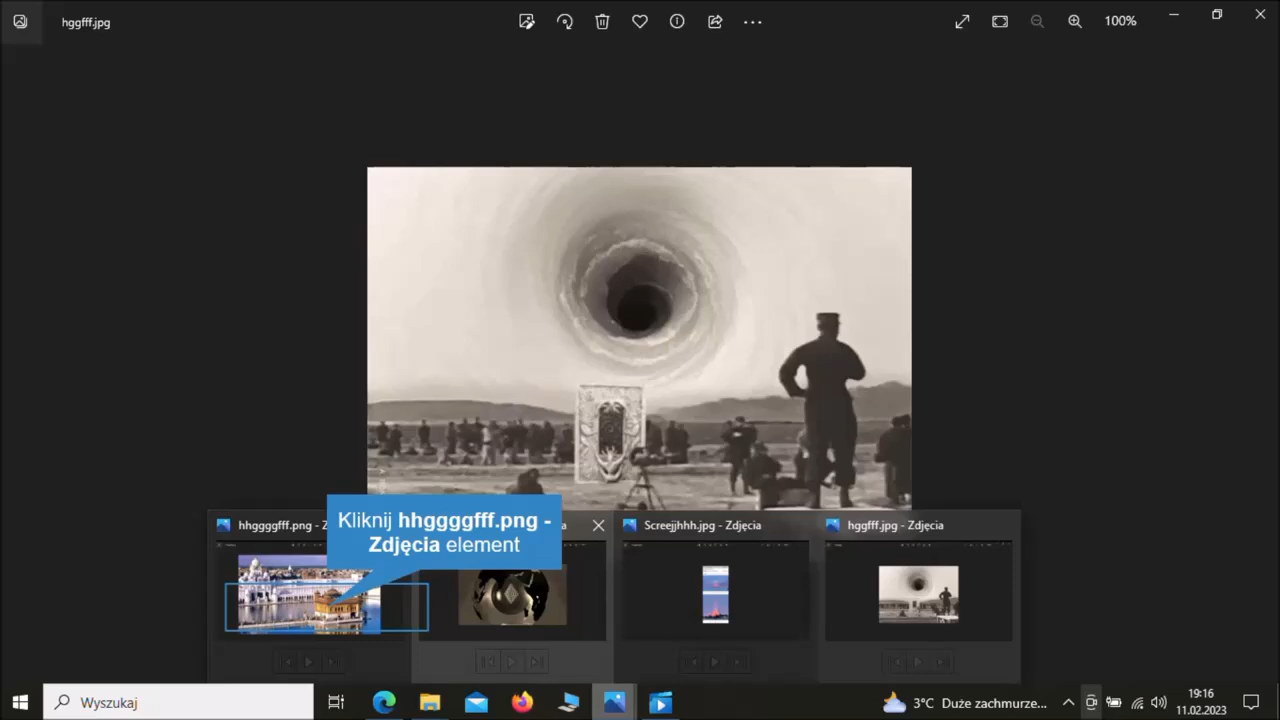 hggfff.jpg
100%
hhggggfff.png - Z
Kliknij hhggggfff.png -
Zdjęcia element
a
Screejjhhh.jpg - Zdjęcia
hggfff.jpg - Zdjęcia
Wyszukaj
3°C Duże zachmurze...
19:16
11.02.2023